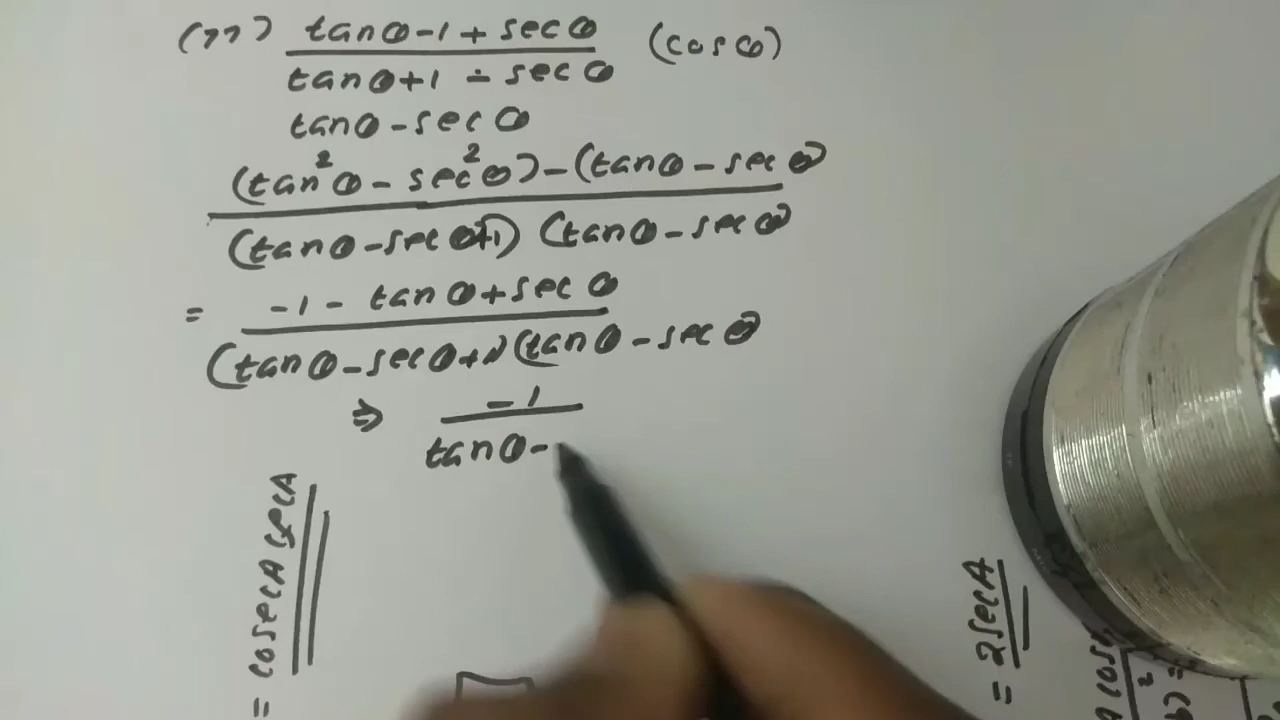 (77) tanθ-1 + secθ (cosθ)
tanθ+1 - secθ
tanθ - secθ
(tan²θ - sec²θ) - (tanθ - secθ)
(tanθ - secθ+1) (tanθ - secθ)
= -1 - tanθ + secθ
(tanθ - secθ+1) (tanθ - secθ)
⇒ -1
tanθ -
= cosecA secA
= 2secA